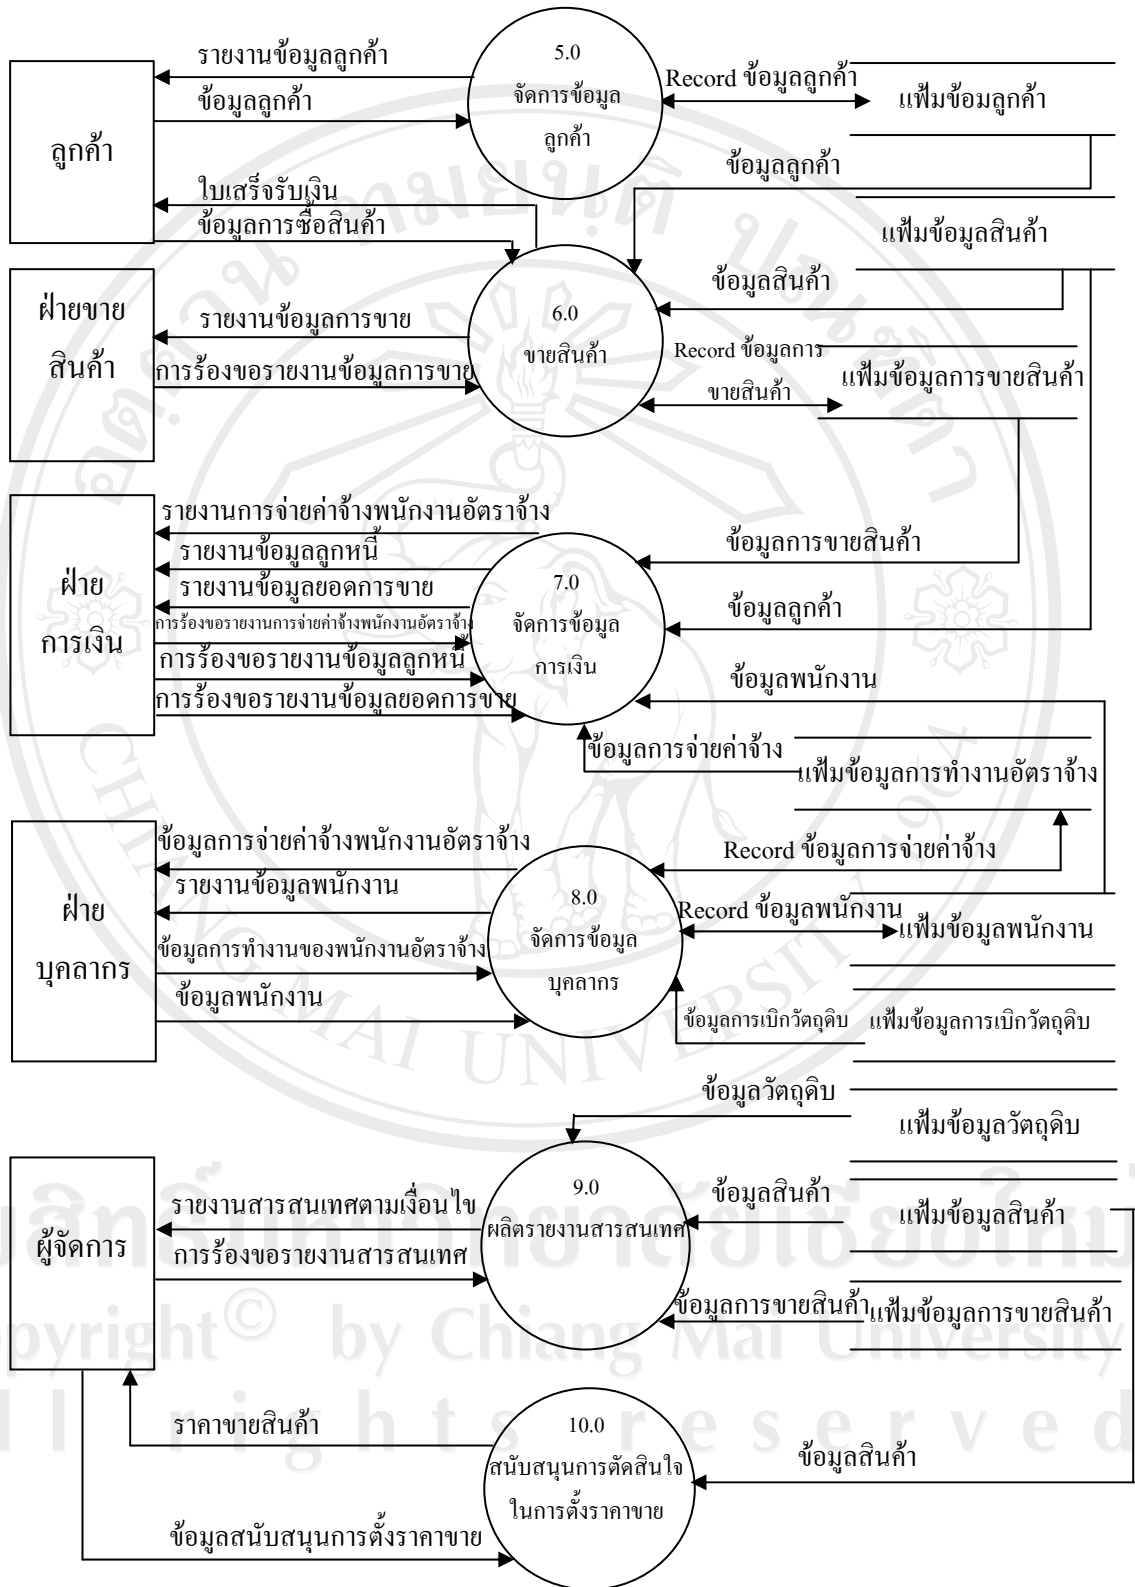 รายงานข้อมูลลูกค้า
ข้อมูลลูกค้า
ลูกค้า
5.0
จัดการข้อมูล
ลูกค้า
Record ข้อมูลลูกค้า
แฟ้มข้อมลูกค้า
ข้อมูลลูกค้า
ใบเสร็จรับเงิน
ข้อมูลการซื้อสินค้า
แฟ้มข้อมูลสินค้า
ข้อมูลสินค้า
ฝ่ายขาย
สินค้า
รายงานข้อมูลการขาย
การร้องขอรายงานข้อมูลการขาย
6.0
ขายสินค้า
Record ข้อมูลการ
ขายสินค้า
แฟ้มข้อมูลการขายสินค้า
ฝ่าย
การเงิน
รายงานการจ่ายค่าจ้างพนักงานอัตราจ้าง
รายงานข้อมูลลูกหนี้
รายงานข้อมูลยอดการขาย
การร้องขอรายงานการจ่ายค่าจ้างพนักงานอัตราจ้าง
การร้องขอรายงานข้อมูลลูกหนี้
การร้องขอรายงานข้อมูลยอดการขาย
7.0
จัดการข้อมูล
การเงิน
ข้อมูลการขายสินค้า
ข้อมูลลูกค้า
ข้อมูลพนักงาน
ข้อมูลการจ่ายค่าจ้าง
แฟ้มข้อมูลการทำงานอัตราจ้าง
ฝ่าย
บุคลากร
ข้อมูลการจ่ายค่าจ้างพนักงานอัตราจ้าง
รายงานข้อมูลพนักงาน
ข้อมูลการทำงานของพนักงานอัตราจ้าง
ข้อมูลพนักงาน
8.0
จัดการข้อมูล
บุคลากร
Record ข้อมูลการจ่ายค่าจ้าง
Record ข้อมูลพนักงาน
แฟ้มข้อมูลพนักงาน
ข้อมูลการเบิกวัตถุดิบ
แฟ้มข้อมูลการเบิกวัตถุดิบ
ข้อมูลวัตถุดิบ
แฟ้มข้อมูลวัตถุดิบ
ผู้จัดการ
รายงานสารสนเทศตามเงื่อนไข
การร้องขอรายงานสารสนเทศ
9.0
ผลิตรายงานสารสนเทศ
ข้อมูลสินค้า
แฟ้มข้อมูลสินค้า
ข้อมูลการขายสินค้า
แฟ้มข้อมูลการขายสินค้า
ราคาขายสินค้า
ข้อมูลสนับสนุนการตั้งราคาขาย
10.0
สนับสนุนการตัดสินใจ
ในการตั้งราคาขาย
ข้อมูลสินค้า
CHIANG MAI UNIVERSITY 1964
by Chiang Mai University
rights reserved